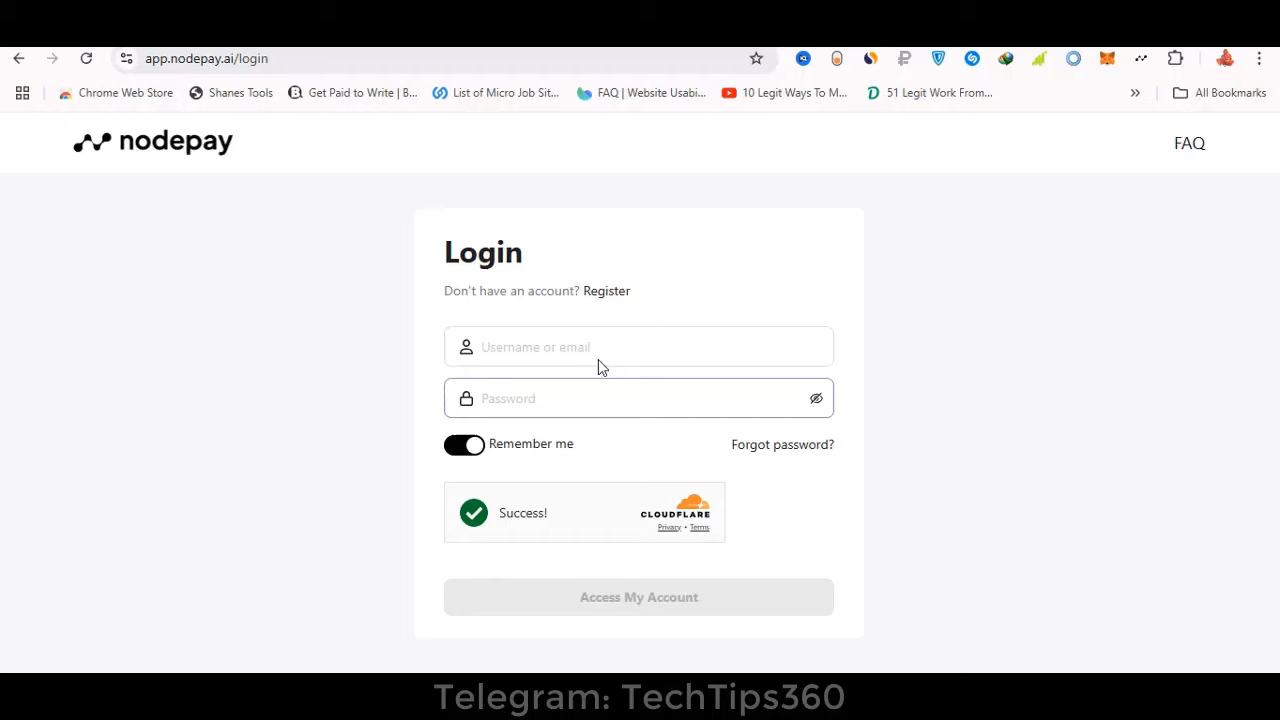 app.nodepay.ai/login
Chrome Web Store
Shanes Tools
Get Paid to Write | B...
List of Micro Job Sit...
FAQ | Website Usabi...
10 Legit Ways To M...
51 Legit Work From...
»
All Bookmarks
nodepay
FAQ
Login
Don't have an account? Register
Username or email
Password
Remember me
Forgot password?
Success!
CLOUDFLARE
Privacy • Terms
Access My Account
Telegram: TechTips360